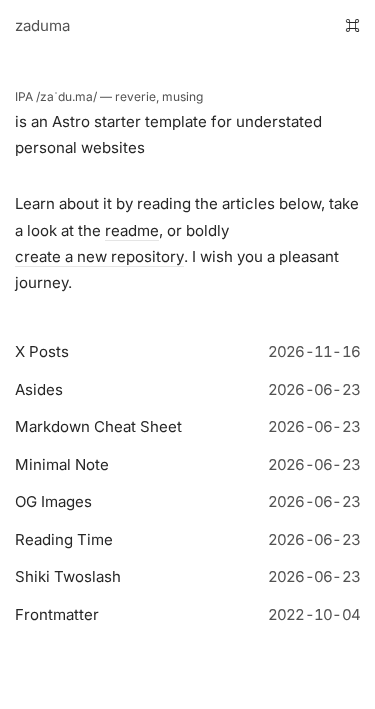 zaduma ⌘
IPA /zaˈdu.ma/ — reverie, musing
is an Astro starter template for understated
personal websites
Learn about it by reading the articles below, take
a look at the readme, or boldly
create a new repository. I wish you a pleasant
journey.
X Posts 2026-11-16
Asides 2026-06-23
Markdown Cheat Sheet 2026-06-23
Minimal Note 2026-06-23
OG Images 2026-06-23
Reading Time 2026-06-23
Shiki Twoslash 2026-06-23
Frontmatter 2022-10-04